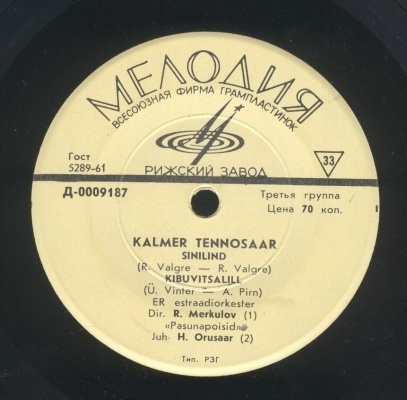 МЕЛОДИЯ
ВСЕСОЮЗНАЯ ФИРМА ГРАМПЛАСТИНОК
Гост
5289-61
33
РИЖСКИЙ ЗАВОД
Д-0009187
Третья группа
Цена 70 коп.
KALMER TENNOSAAR
SINILIND
(R. Valgre — R. Valgre)
KIBUVITSALILL
(Ü. Vinter — A. Pirn)
ER estraadiorkester
Dir. R. Merkulov (1)
«Pasunapoisid»
Juh. H. Orusaar (2)
Тип. РЗГ